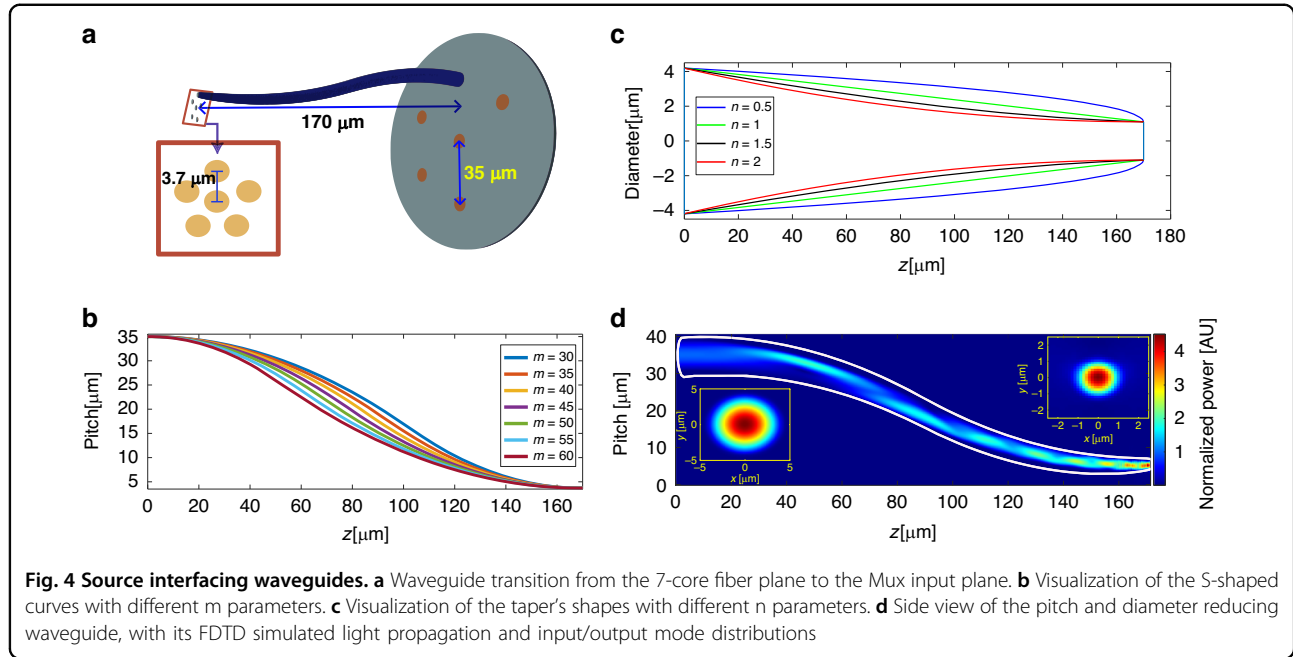 a
170 μm
3.7 μm
35 μm
c
Diameter[μm]
4
2
0
−2
−4
n = 0.5
n = 1
n = 1.5
n = 2
0 20 40 60 80 100 120 140 160 180
z[μm]
b
Pitch[μm]
35
30
25
20
15
10
5
m = 30
m = 35
m = 40
m = 45
m = 50
m = 55
m = 60
0 20 40 60 80 100 120 140 160
z[μm]
d
Pitch [μm]
40
30
20
10
0
y [μm]
5
0
−5
−5 0 5
x [μm]
y [μm]
2
1
0
−1
−2
−2 −1 0 1 2
x [μm]
0 20 40 60 80 100 120 140 160
z[μm]
4
3
2
1
Normalized power [AU]
Fig. 4 Source interfacing waveguides. a Waveguide transition from the 7-core fiber plane to the Mux input plane. b Visualization of the S-shaped
curves with different m parameters. c Visualization of the taper's shapes with different n parameters. d Side view of the pitch and diameter reducing
waveguide, with its FDTD simulated light propagation and input/output mode distributions